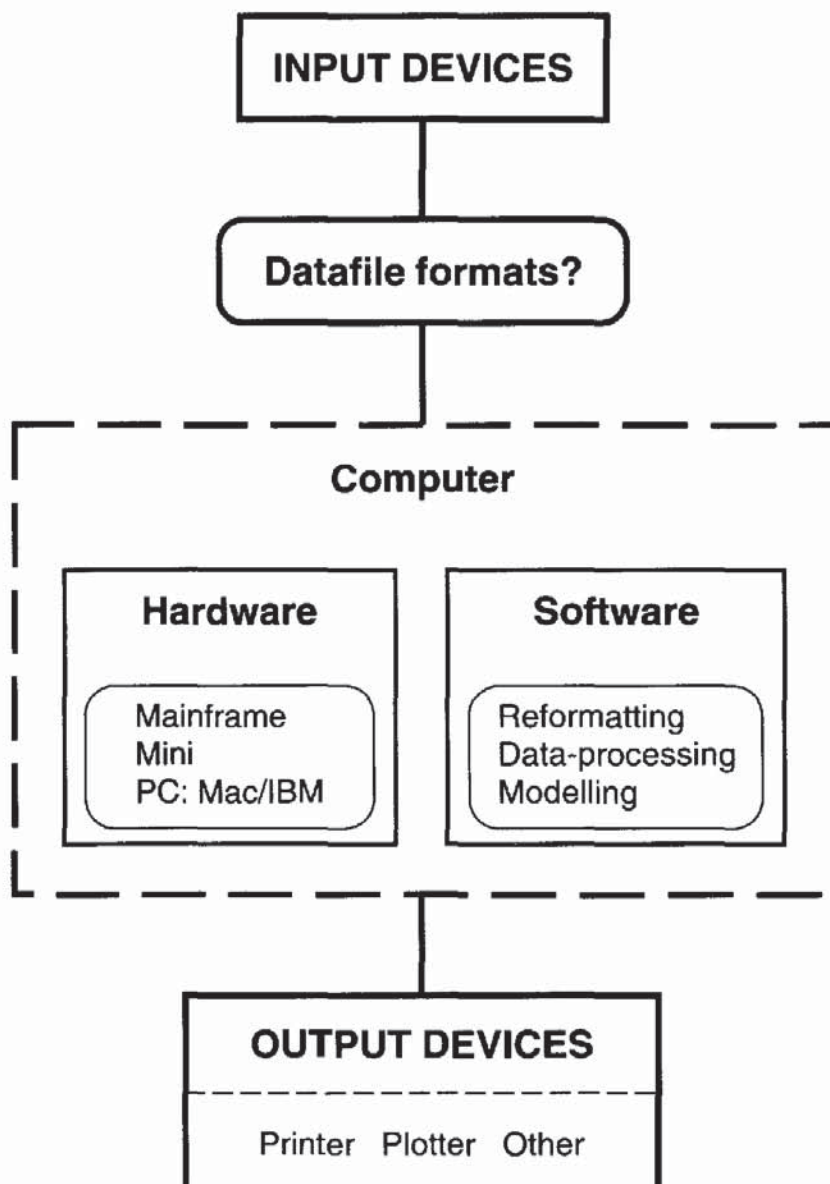 INPUT DEVICES
Datafile formats?
Computer
Hardware
Mainframe
Mini
PC: Mac/IBM
Software
Reformatting
Data-processing
Modelling
OUTPUT DEVICES
Printer Plotter Other